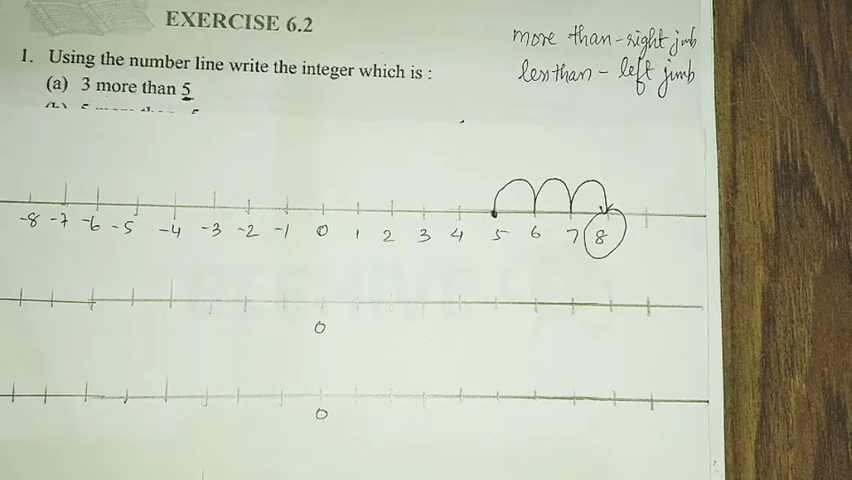 EXERCISE 6.2
more than - right jmb
less than - left jimb
1. Using the number line write the integer which is :
(a) 3 more than 5
-8 -7 -6 -5 -4 -3 -2 -1 0 1 2 3 4 5 6 7 8
0
0